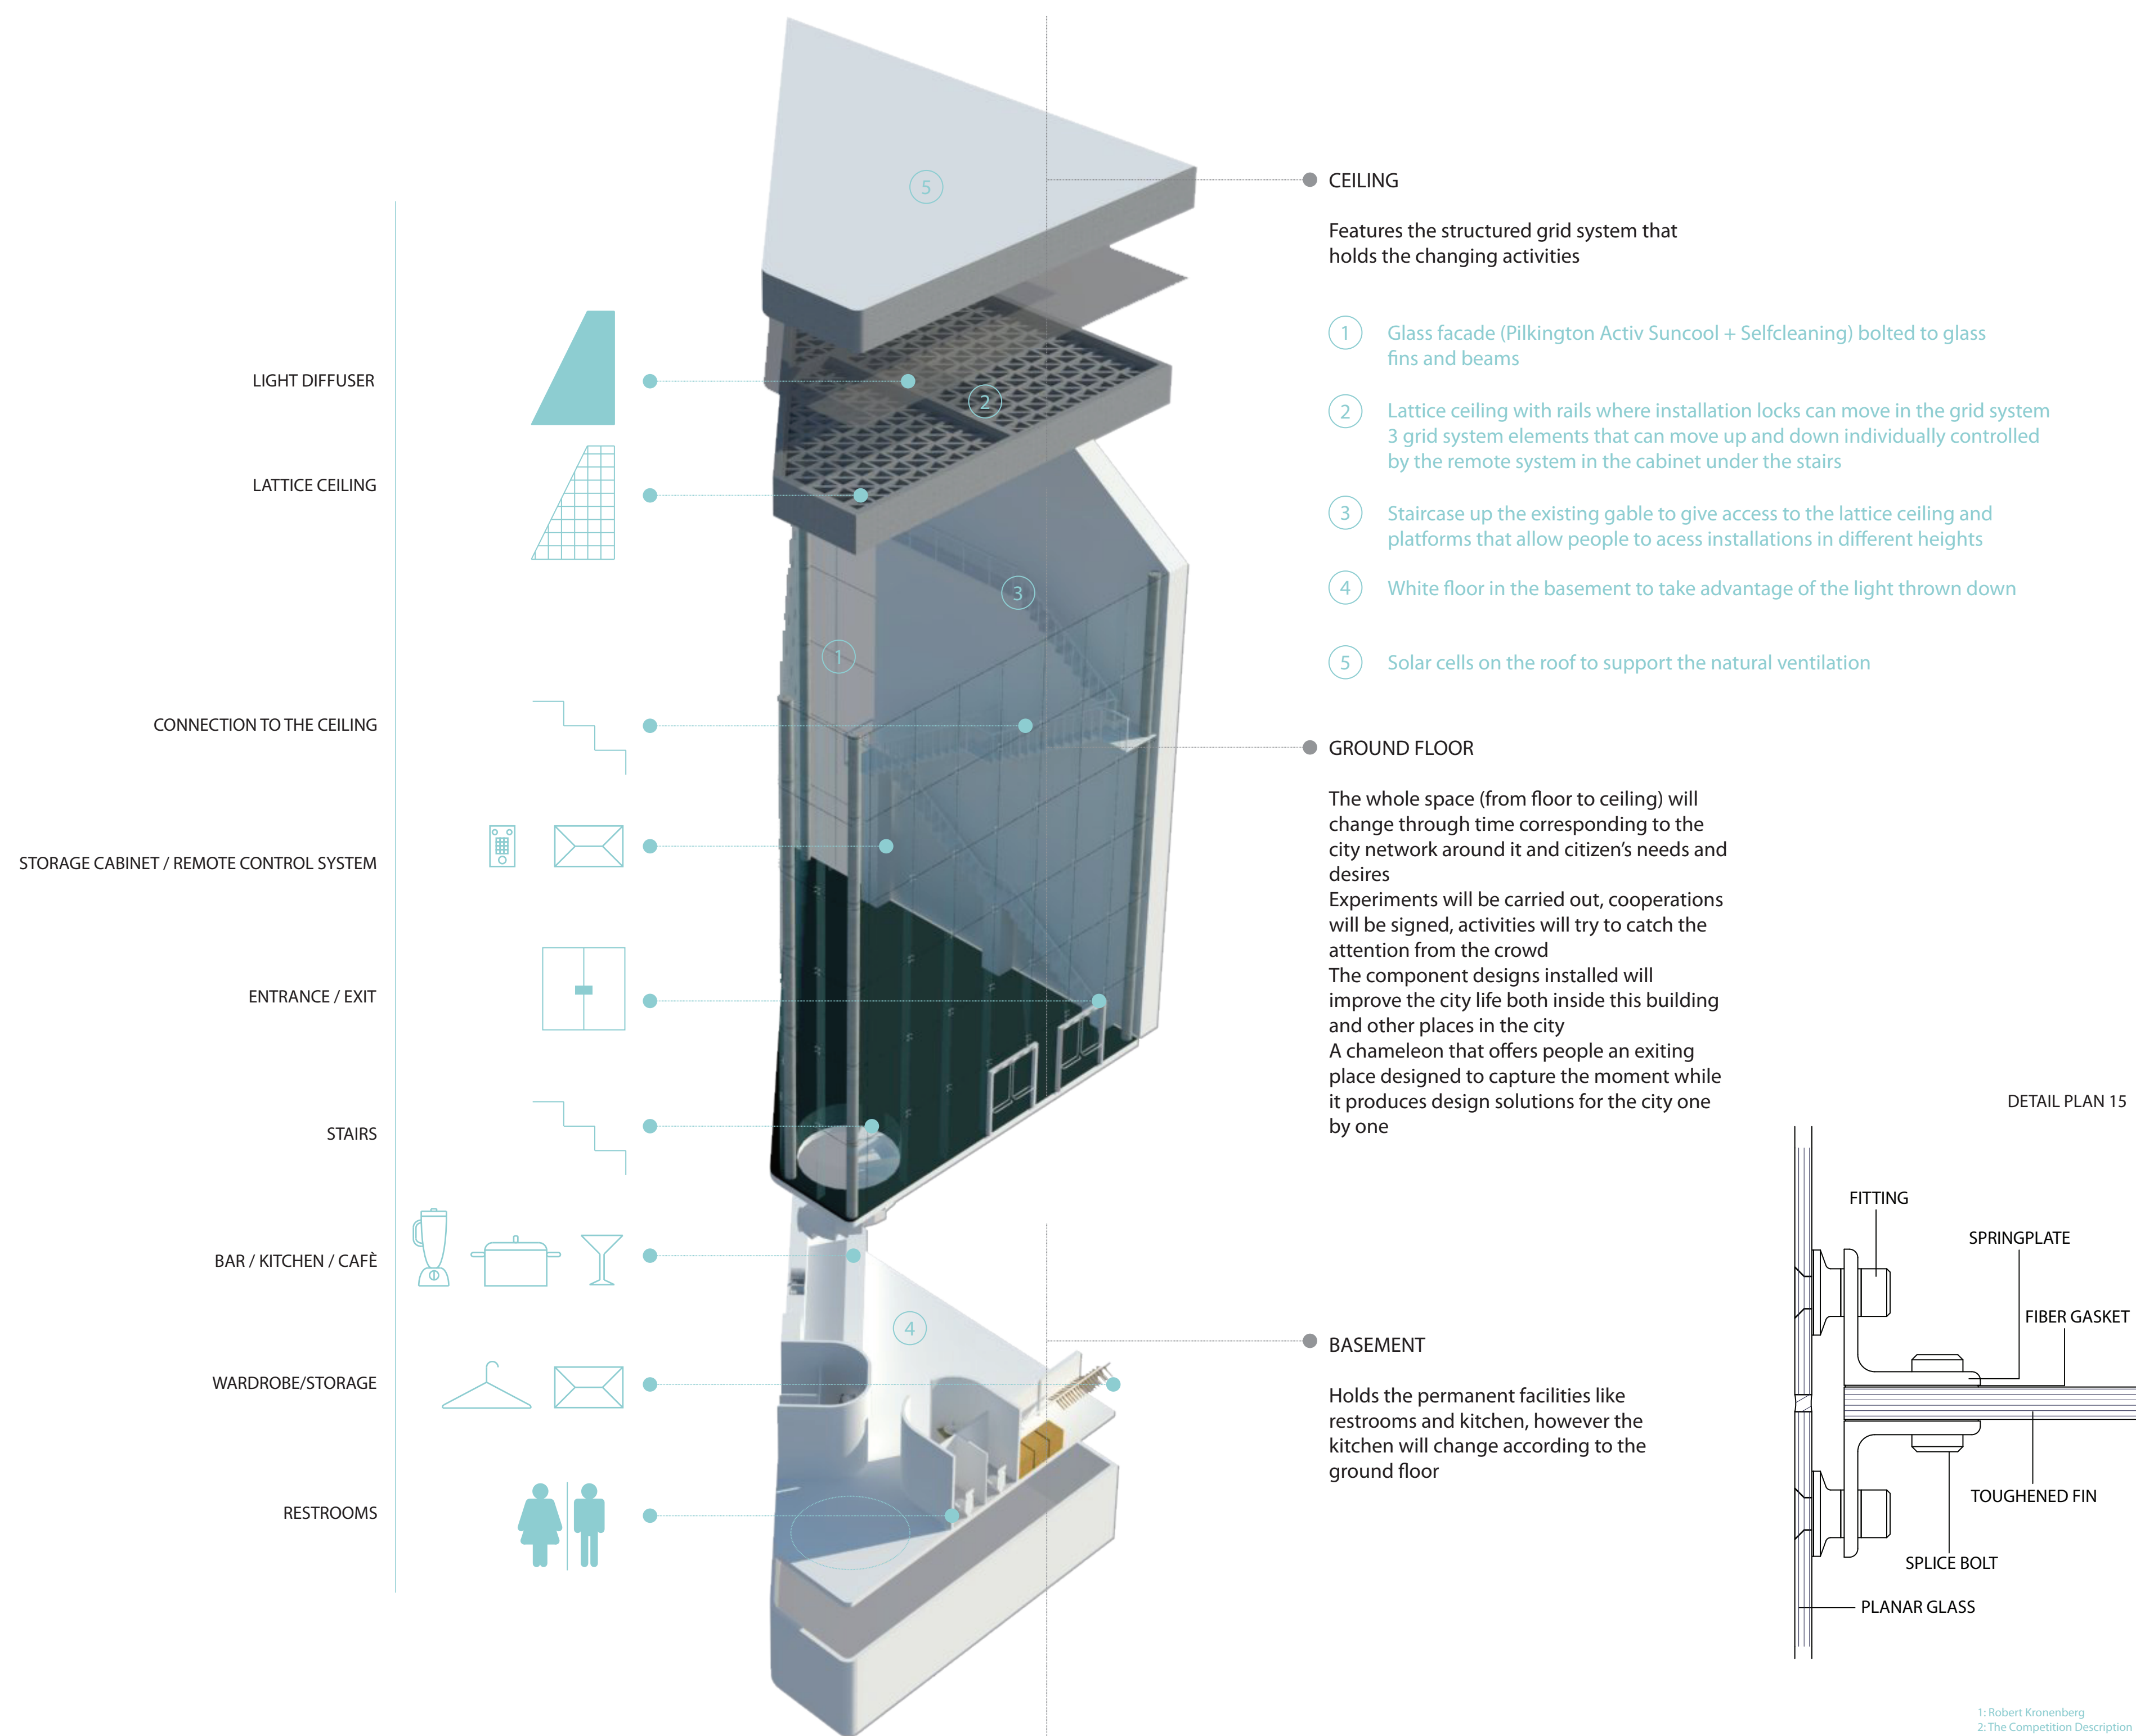 LIGHT DIFFUSER
LATTICE CEILING
CONNECTION TO THE CEILING
STORAGE CABINET / REMOTE CONTROL SYSTEM
ENTRANCE / EXIT
STAIRS
BAR / KITCHEN / CAFÈ
WARDROBE/STORAGE
RESTROOMS
5
2
3
1
4
CEILING
Features the structured grid system that
holds the changing activities
1 Glass facade (Pilkington Activ Suncool + Selfcleaning) bolted to glass
fins and beams
2 Lattice ceiling with rails where installation locks can move in the grid system
3 grid system elements that can move up and down individually controlled
by the remote system in the cabinet under the stairs
3 Staircase up the existing gable to give access to the lattice ceiling and
platforms that allow people to acess installations in different heights
4 White floor in the basement to take advantage of the light thrown down
5 Solar cells on the roof to support the natural ventilation
GROUND FLOOR
The whole space (from floor to ceiling) will
change through time corresponding to the
city network around it and citizen's needs and
desires
Experiments will be carried out, cooperations
will be signed, activities will try to catch the
attention from the crowd
The component designs installed will
improve the city life both inside this building
and other places in the city
A chameleon that offers people an exiting
place designed to capture the moment while
it produces design solutions for the city one
by one
BASEMENT
Holds the permanent facilities like
restrooms and kitchen, however the
kitchen will change according to the
ground floor
DETAIL PLAN 15
FITTING
SPRINGPLATE
FIBER GASKET
TOUGHENED FIN
SPLICE BOLT
PLANAR GLASS
1: Robert Kronenberg
2: The Competition Description